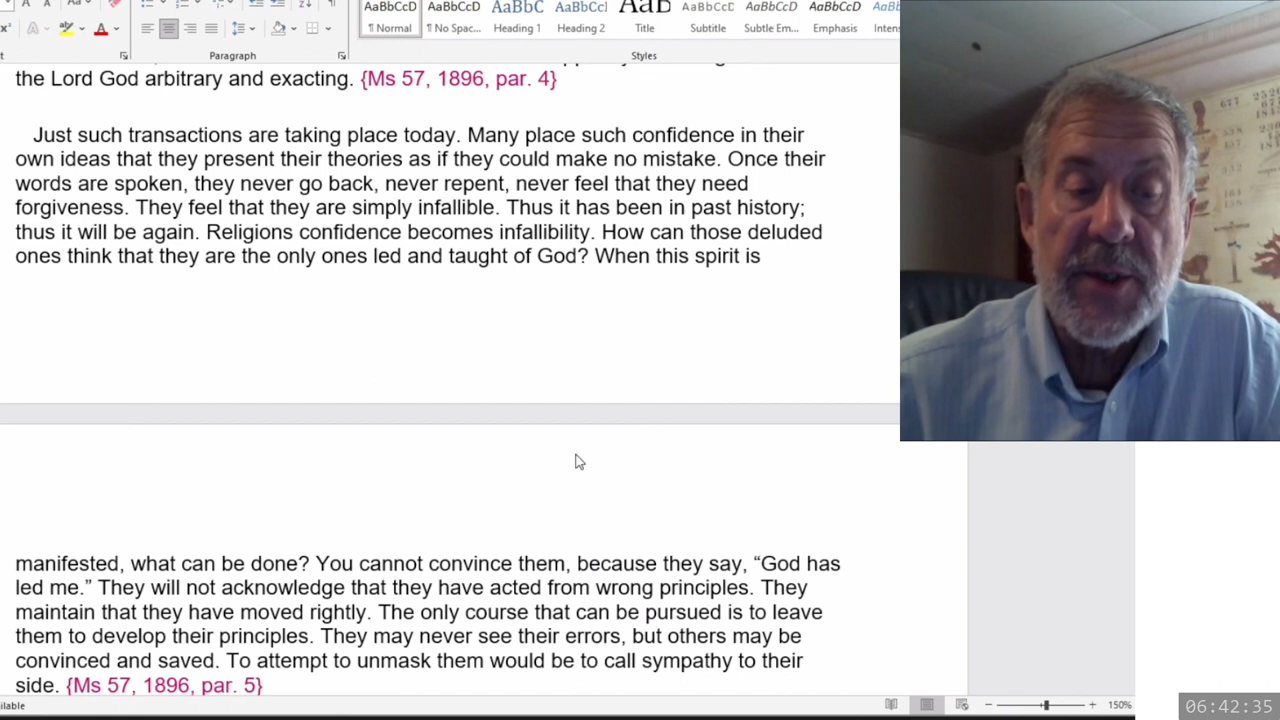 AaBbCcD AaBbCcD AaBbC AaBbCc AaB AaBbCcD AaBbCcD AaBbCcD
¶ Normal ¶ No Spac... Heading 1 Heading 2 Title Subtitle Subtle Em... Emphasis
Paragraph Styles
the Lord God arbitrary and exacting. {Ms 57, 1896, par. 4}
Just such transactions are taking place today. Many place such confidence in their
own ideas that they present their theories as if they could make no mistake. Once their
words are spoken, they never go back, never repent, never feel that they need
forgiveness. They feel that they are simply infallible. Thus it has been in past history;
thus it will be again. Religions confidence becomes infallibility. How can those deluded
ones think that they are the only ones led and taught of God? When this spirit is
manifested, what can be done? You cannot convince them, because they say, “God has
led me.” They will not acknowledge that they have acted from wrong principles. They
maintain that they have moved rightly. The only course that can be pursued is to leave
them to develop their principles. They may never see their errors, but others may be
convinced and saved. To attempt to unmask them would be to call sympathy to their
side. {Ms 57, 1896, par. 5}
150%
06:42:35
677
538